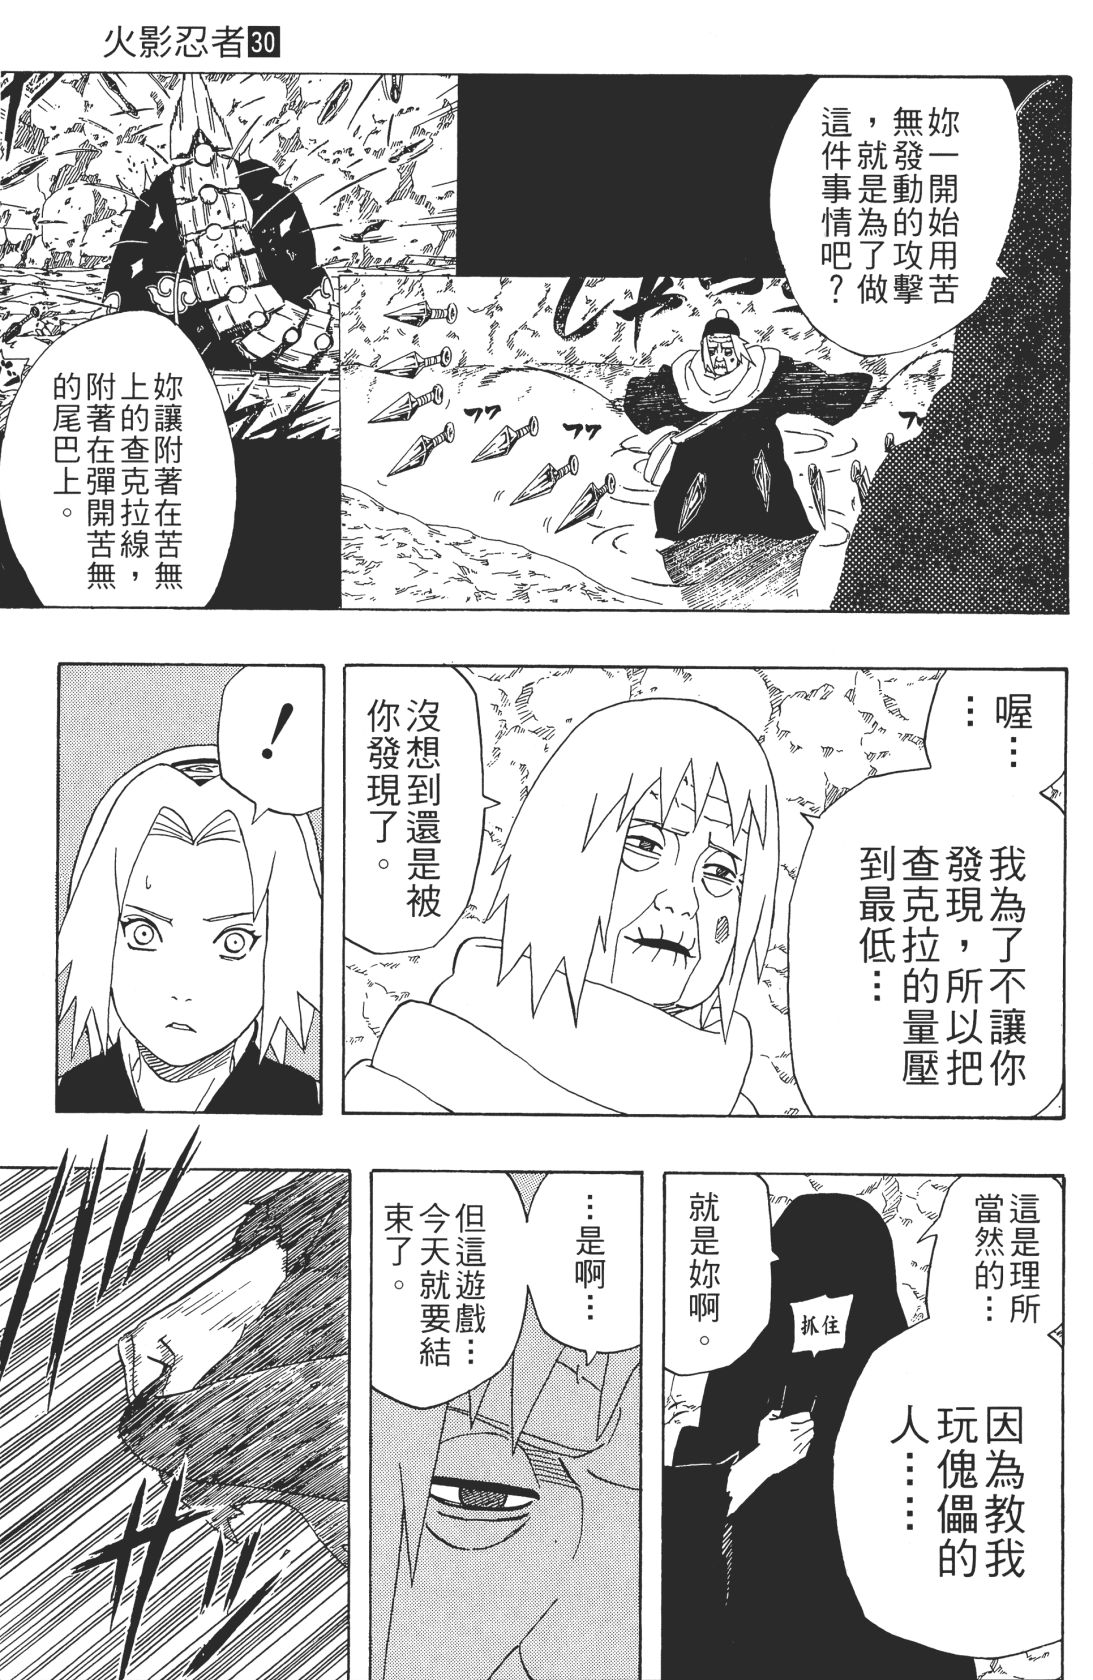 火影忍者30
妳一開始用苦
無發動的攻擊
，就是為了做
這件事情吧？
フワ
フワ
フワ
妳讓附著在苦無
上的查克拉線，
附著在彈開苦無
的尾巴上。
喔…
…
我為了不讓你
發現，所以把
查克拉的量壓
到最低…
沒想到還是被
你發現了。
！
這是理所
當然的…
因為教我
玩傀儡的
人……
抓住
就是妳啊。
…是啊…
但這遊戲…
今天就要結
束了。